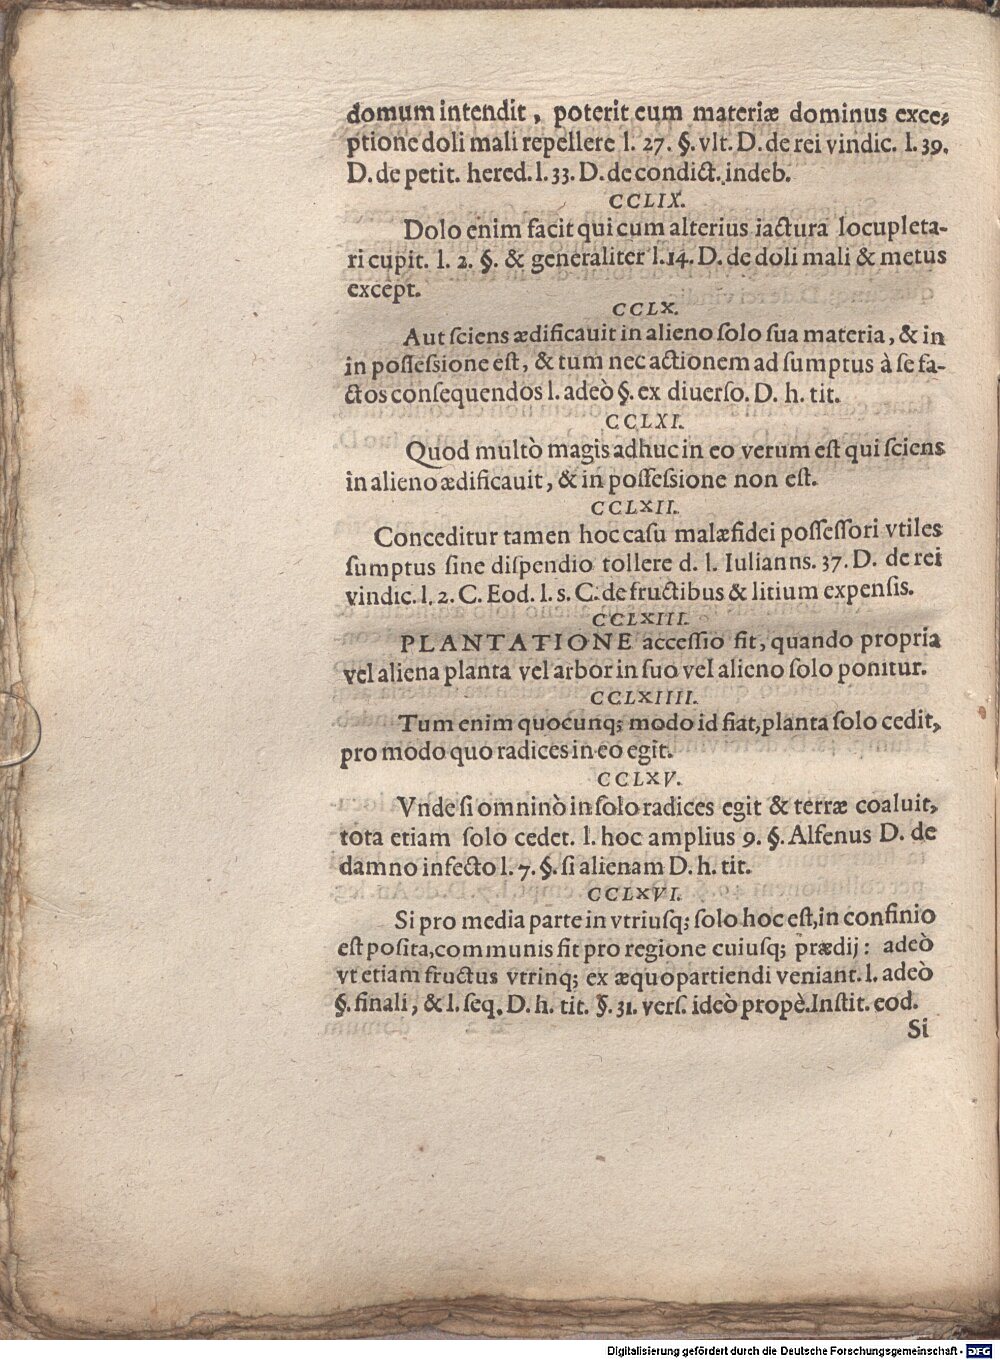 domum intendit, poterit eum materiæ dominus exce-
ptione doli mali repellere l. 27. §. vlt. D. de rei vindic. l. 39.
D. de petit. hered. l. 33. D. de condict. indeb.
CCLIX.
Dolo enim facit qui cum alterius iactura locupleta-
ri cupit. l. 2. §. & generaliter l. 14. D. de doli mali & metus
except.
CCLX.
Aut sciens ædificauit in alieno solo sua materia, & in
in possessione est, & tum nec actionem ad sumptus à se fa-
ctos consequendos l. adeò §. ex diuerso. D. h. tit.
CCLXI.
Quod multò magis adhuc in eo verum est qui sciens
in alieno ædificauit, & in possessione non est.
CCLXII.
Conceditur tamen hoc casu malæfidei possessori vtiles
sumptus sine dispendio tollere d. l. Iulianns. 37. D. de rei
vindic. l. 2. C. Eod. l. s. C. de fructibus & litium expensis.
CCLXIII.
PLANTATIONE accessio fit, quando propria
vel aliena planta vel arbor in suo vel alieno solo ponitur.
CCLXIIII.
Tum enim quocunq; modo id fiat, planta solo cedit,
pro modo quo radices in eo egit.
CCLXV.
Vnde si omninò in solo radices egit & terræ coaluit,
tota etiam solo cedet. l. hoc amplius 9. §. Alfenus D. de
damno infecto l. 7. §. si alienam D. h. tit.
CCLXVI.
Si pro media parte in vtriusq; solo hoc est, in confinio
est posita, communis fit pro regione cuiusq; prædij: adeò
vt etiam fructus vtrinq; ex æquo partiendi veniant. l. adeò
§. finali, & l. seq. D. h. tit. §. 31. vers. ideò propè. Instit. eod.
Si
Digitalisierung gefördert durch die Deutsche Forschungsgemeinschaft - DFG